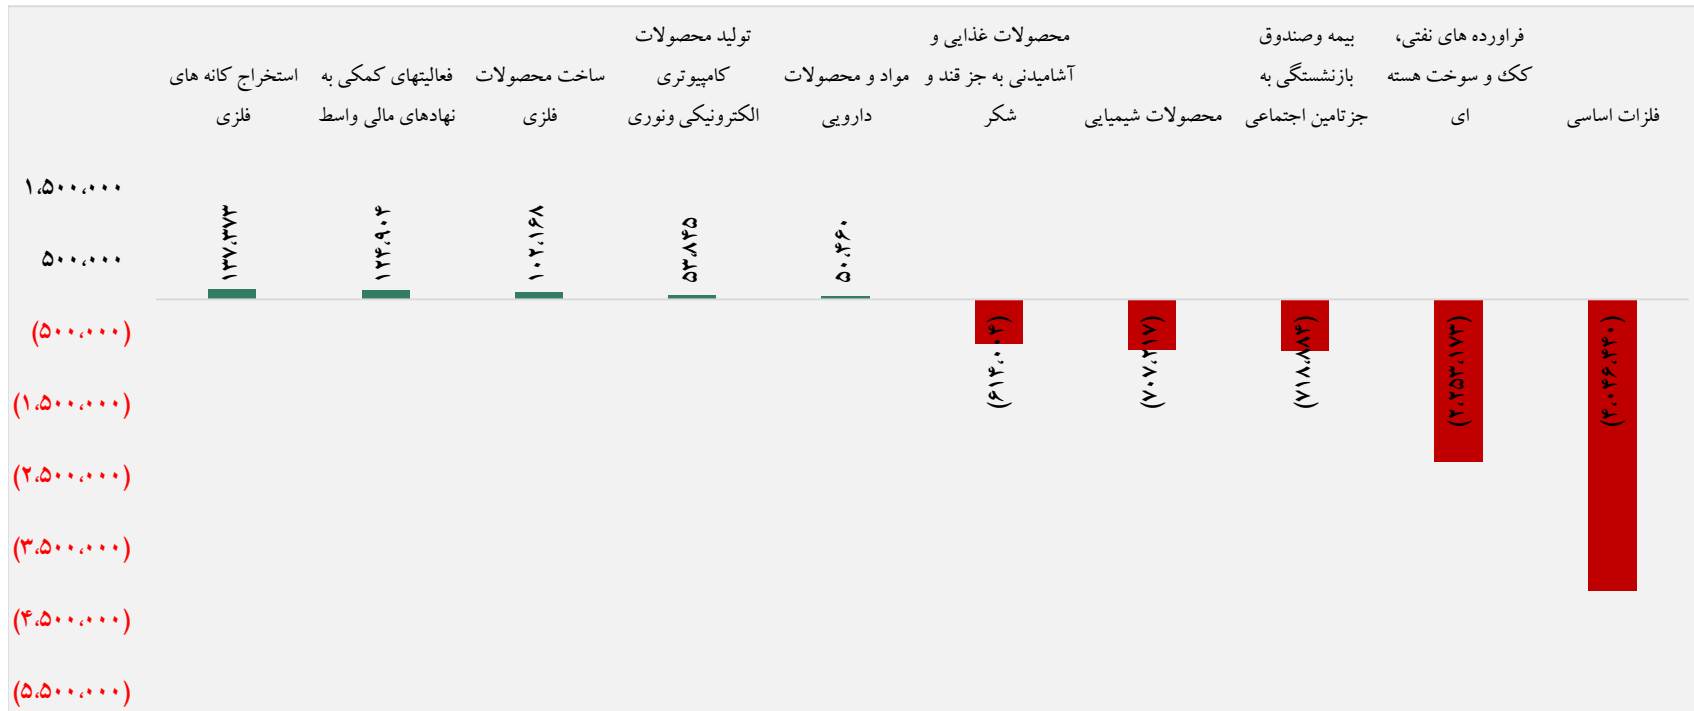 استخراج کانه های
فلزی
فعالیتهای کمکی به
نهادهای مالی واسط
ساخت محصولات
فلزی
تولید محصولات
کامپیوتری
الکترونیکی ونوری
مواد و محصولات
دارویی
محصولات غذایی و
آشامیدنی به جز قند و
شکر
محصولات شیمیایی
بیمه وصندوق
بازنشستگی به
جزتامین اجتماعی
فراورده های نفتی،
کک و سوخت هسته
ای
فلزات اساسی
۱،۵۰۰،۰۰۰
۵۰۰،۰۰۰
(۵۰۰،۰۰۰)
(۱،۵۰۰،۰۰۰)
(۲،۵۰۰،۰۰۰)
(۳،۵۰۰،۰۰۰)
(۴،۵۰۰،۰۰۰)
(۵،۵۰۰،۰۰۰)
۱۳۷،۳۷۳
۱۲۴،۹۰۴
۱۰۲،۱۶۸
۵۳،۸۴۵
۵۰،۴۶۰
(۶۱۴،۰۰۴)
(۷۰۷،۲۱۷)
(۷۱۸،۸۸۴)
(۲،۲۵۳،۱۷۳)
(۴،۰۴۶،۴۴۰)